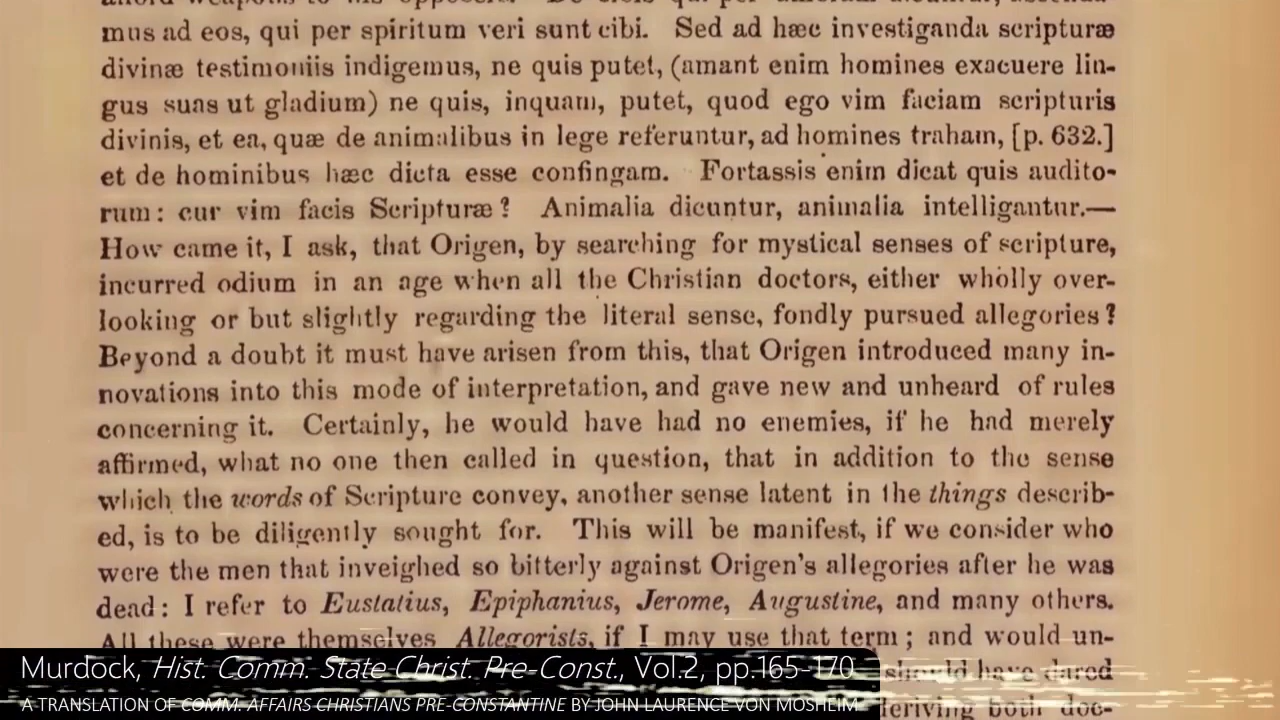 mus ad eos, qui per spiritum veri sunt cibi. Sed ad hæc investiganda scripturæ
divinæ testimoniis indigemus, ne quis putet, (amant enim homines exacuere lin-
gus suas ut gladium) ne quis, inquam, putet, quod ego vim faciam scripturis
divinis, et ea, quæ de animalibus in lege referuntur, ad homines traham, [p. 632.]
et de hominibus hæc dicta esse confingam. Fortassis enim dicat quis audito-
rum: cur vim facis Scripturæ? Animalia dicuntur, animalia intelligantur.—
How came it, I ask, that Origen, by searching for mystical senses of scripture,
incurred odium in an age when all the Christian doctors, either wholly over-
looking or but slightly regarding the literal sense, fondly pursued allegories?
Beyond a doubt it must have arisen from this, that Origen introduced many in-
novations into this mode of interpretation, and gave new and unheard of rules
concerning it. Certainly, he would have had no enemies, if he had merely
affirmed, what no one then called in question, that in addition to the sense
which the words of Scripture convey, another sense latent in the things describ-
ed, is to be diligently sought for. This will be manifest, if we consider who
were the men that inveighed so bitterly against Origen's allegories after he was
dead: I refer to Eustatius, Epiphanius, Jerome, Augustine, and many others.
All these were themselves Allegorists, if I may use that term; and would un-
should have dared
deriving both doc-
Murdock, Hist. Comm. State Christ. Pre-Const., Vol.2, pp.165-170
A TRANSLATION OF COMM. AFFAIRS CHRISTIANS PRE-CONSTANTINE BY JOHN LAURENCE VON MOSHEIM